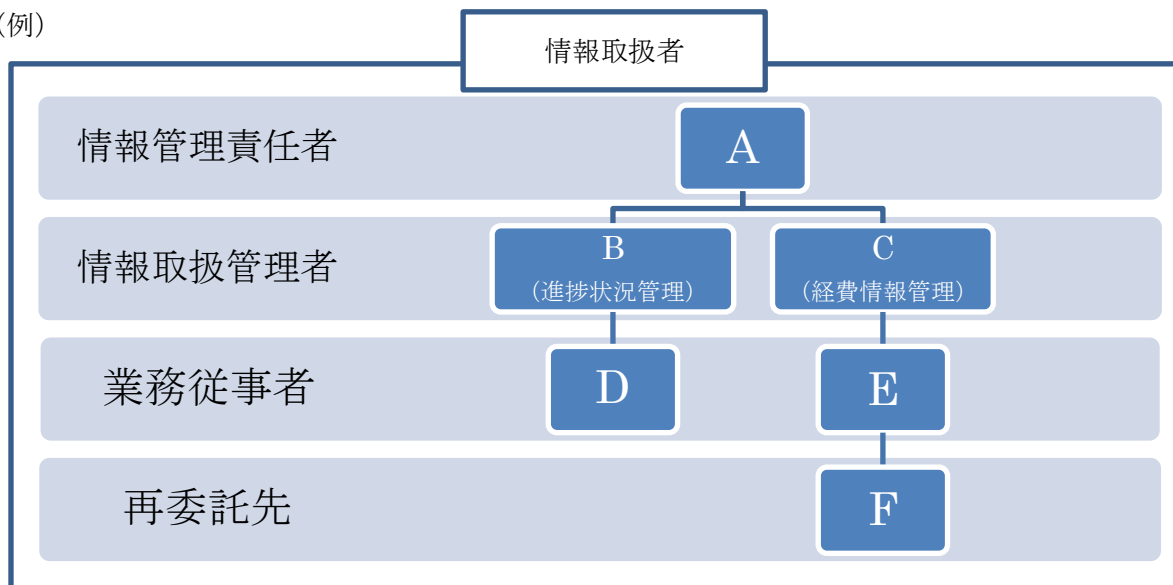 （例）
情報取扱者
情報管理責任者
A
情報取扱管理者
B
（進捗状況管理）
C
（経費情報管理）
業務従事者
D
E
再委託先
F